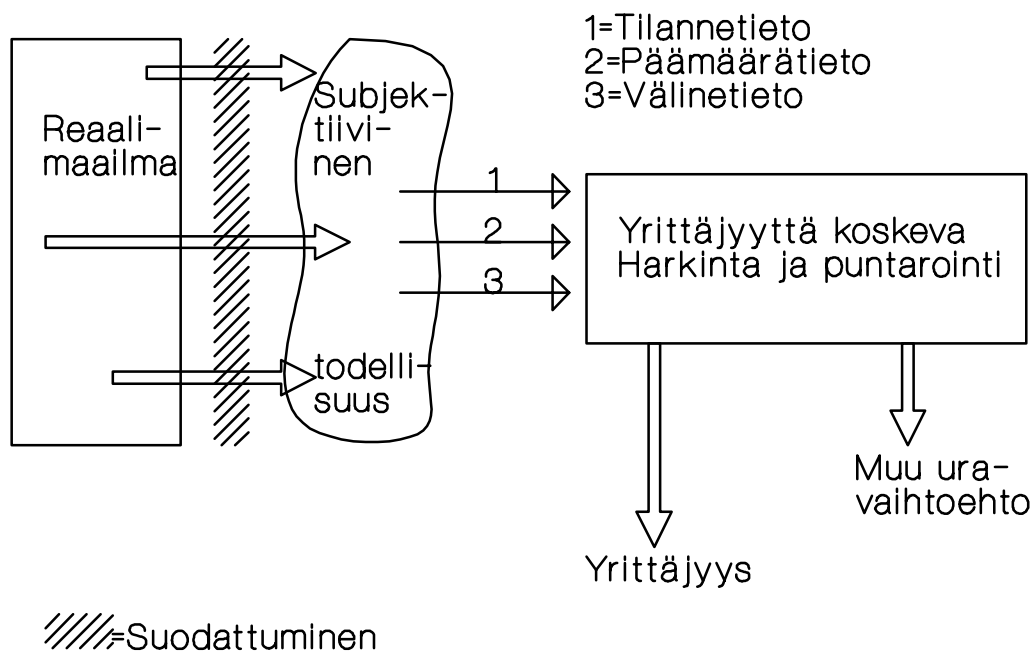 1=Tilannetieto
2=Päämäärätieto
3=Välinetieto
Reaali-
maailma
Subjek-
tiivi-
nen
todelli-
suus
1
2
3
Yrittäjyyttä koskeva
Harkinta ja puntarointi
Muu ura-
vaihtoehto
Yrittäjyys
=Suodattuminen